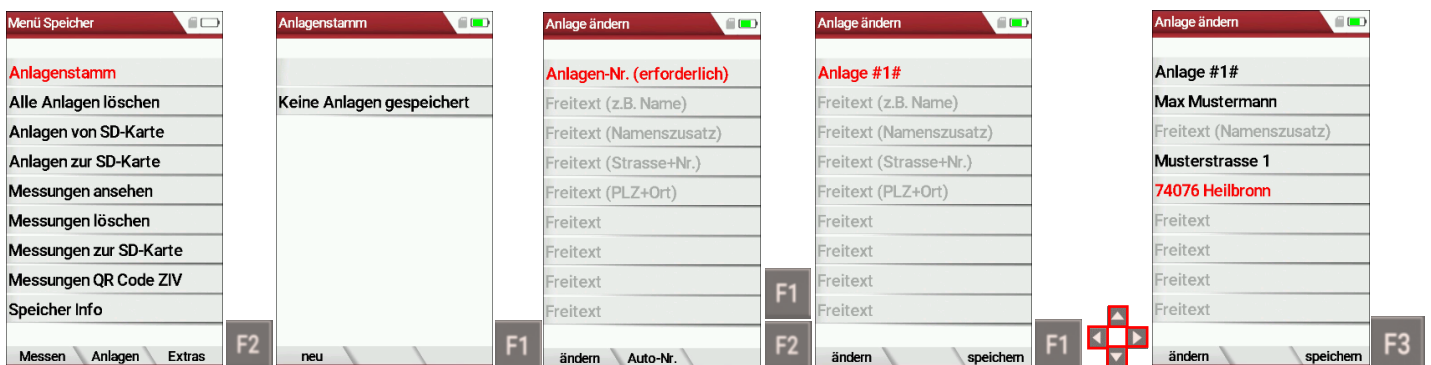 Menü Speicher
Anlagenstamm
Alle Anlagen löschen
Anlagen von SD-Karte
Anlagen zur SD-Karte
Messungen ansehen
Messungen löschen
Messungen zur SD-Karte
Messungen QR Code ZIV
Speicher Info
Messen Anlagen Extras
F2
Anlagenstamm
Keine Anlagen gespeichert
neu
F1
Anlage ändern
Anlagen-Nr. (erforderlich)
Freitext (z.B. Name)
Freitext (Namenszusatz)
Freitext (Strasse+Nr.)
Freitext (PLZ+Ort)
Freitext
Freitext
Freitext
Freitext
ändern Auto-Nr.
F1
F2
Anlage ändern
Anlage #1#
Freitext (z.B. Name)
Freitext (Namenszusatz)
Freitext (Strasse+Nr.)
Freitext (PLZ+Ort)
Freitext
Freitext
Freitext
Freitext
ändern speichern
F1
Anlage ändern
Anlage #1#
Max Mustermann
Freitext (Namenszusatz)
Musterstrasse 1
74076 Heilbronn
Freitext
Freitext
Freitext
Freitext
ändern speichern
F3